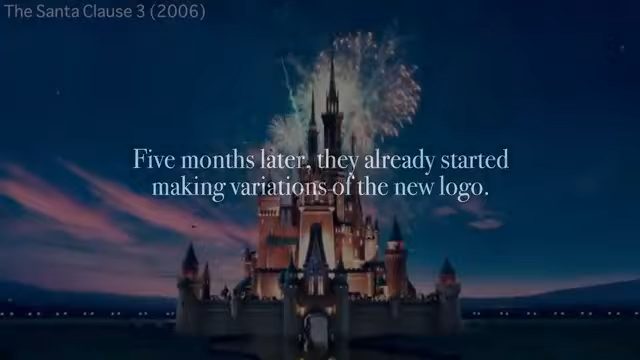 The Santa Clause 3 (2006)
Five months later, they already started
making variations of the new logo.